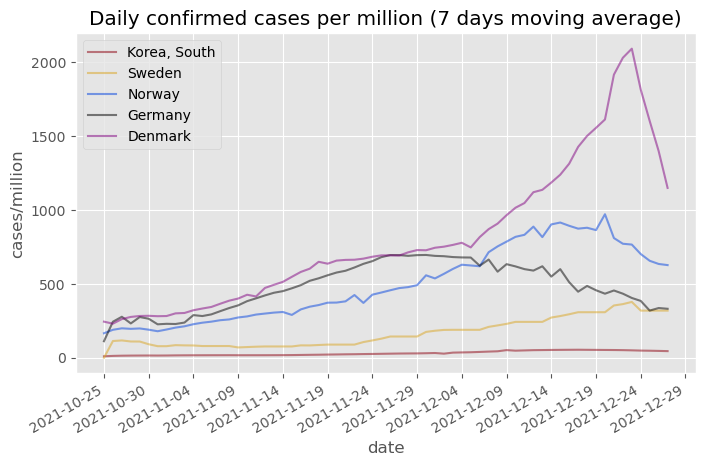 Daily confirmed cases per million (7 days moving average)
Korea, South
Sweden
Norway
Germany
Denmark
cases/million
2000
1500
1000
500
0
2021-10-25
2021-10-30
2021-11-04
2021-11-09
2021-11-14
2021-11-19
2021-11-24
2021-11-29
2021-12-04
2021-12-09
2021-12-14
2021-12-19
2021-12-24
2021-12-29
date